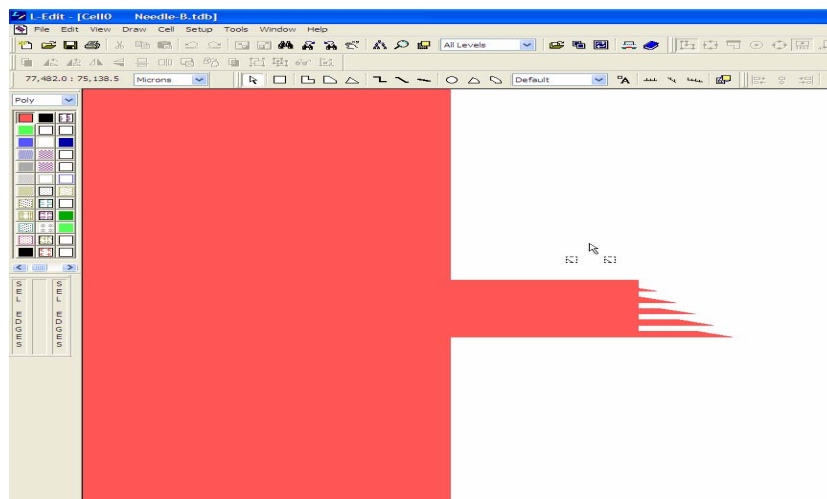 L-Edit - [Cell0 Needle-B.tdb]
File Edit View Draw Cell Setup Tools Window Help
All Levels
77,482.0 : 75,138.5 Microns Default A
Poly
SEL EDGES SEL EDGES